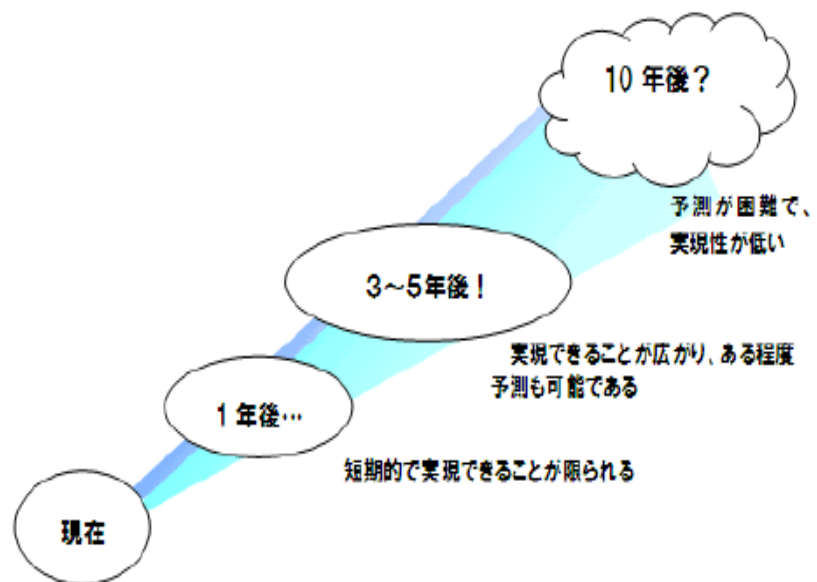 10 年後？
予測が困難で、
実現性が低い
3～5年後！
実現できることが広がり、ある程度
予測も可能である
1 年後…
短期的で実現できることが限られる
現在